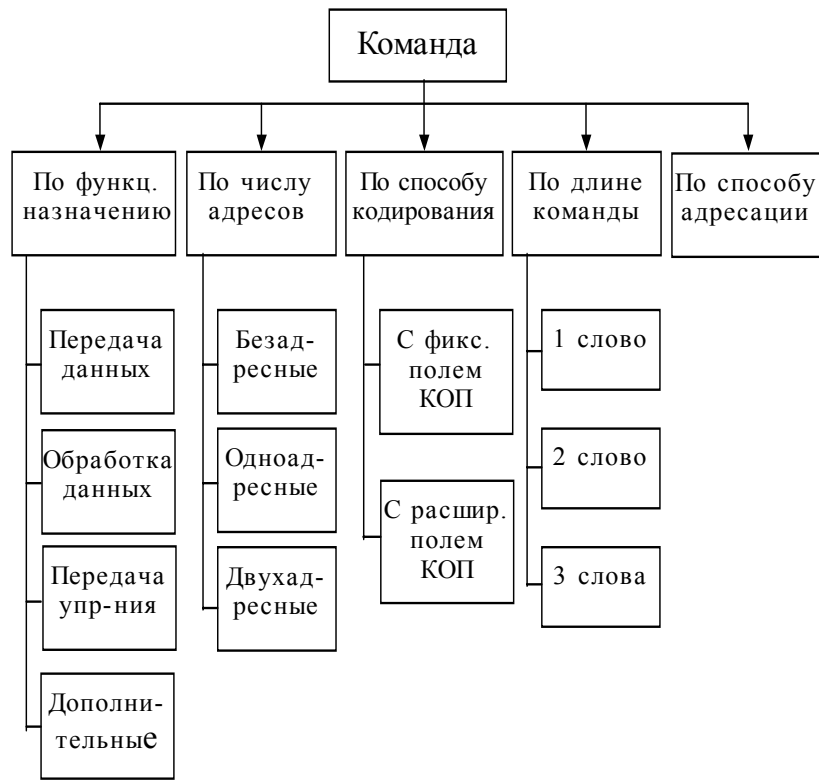 Команда
По функц.
назначению
По числу
адресов
По способу
кодирования
По длине
команды
По способу
адресации
Передача
данных
Обработка
данных
Передача
упр-ния
Дополни-
тельные
Безад-
ресные
Одноад-
ресные
Двухад-
ресные
С фикс.
полем
КОП
С расшир.
полем
КОП
1 слово
2 слово
3 слова